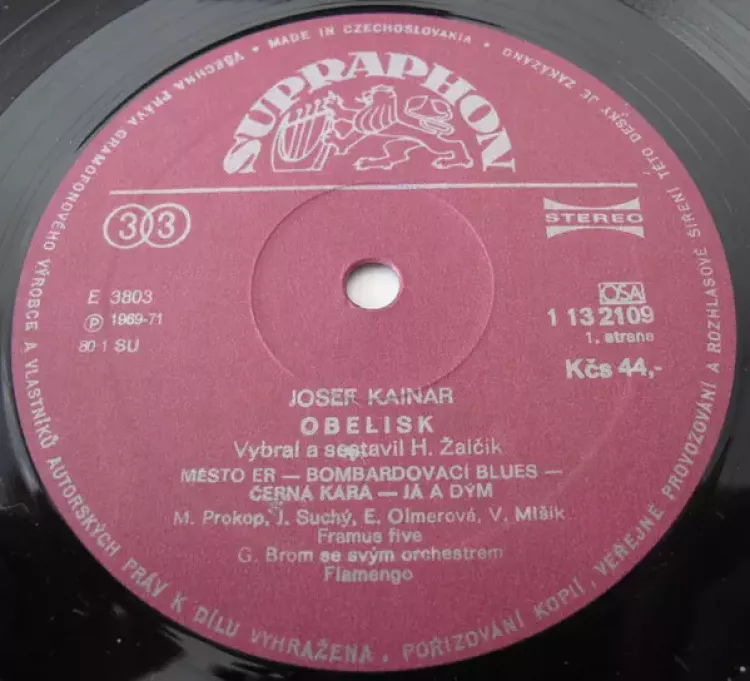 VŠECHNA PRÁVA GRAMOFONOVÉHO VÝROBCE A VLASTNÍKŮ AUTORSKÝCH PRÁV K DÍLU VYHRAŽENA. POŘIZOVÁNÍ KOPIÍ, VEŘEJNÉ PROVOZOVÁNÍ A ROZHLASOVÉ ŠÍŘENÍ TÉTO DESKY JE ZAKÁZÁNO
• MADE IN CZECHOSLOVAKIA •
SUPRAPHON
33
STEREO
E 3803
Ⓟ 1969-71
80-1 SU
OSA
1 13 2109
1. strana
Kčs 44,-
JOSEF KAINAR
OBELISK
Vybral a sestavil H. Žalčík
MĚSTO ER — BOMBARDOVACÍ BLUES —
ČERNÁ KÁRA — JÁ A DÝM
M. Prokop, J. Suchý, E. Olmerová, V. Mišík
Framus five
G. Brom se svým orchestrem
Flamengo